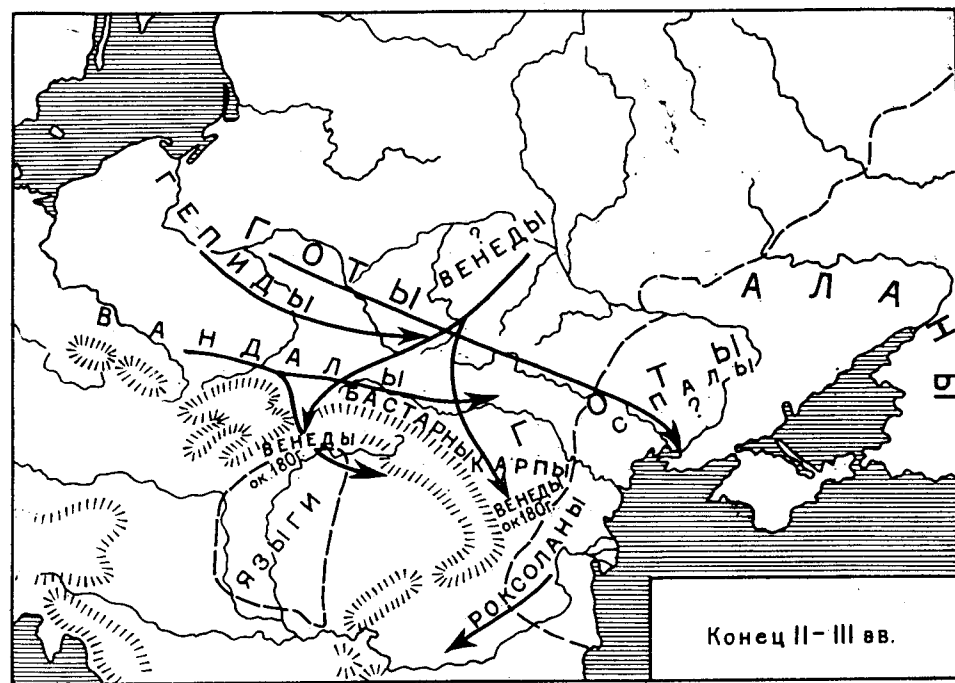 ГЕПИДЫ
ГОТЫ
?
ВЕНЕДЫ
АЛАНЫ
ВАНДАЛЫ
ГОТЫ
СПАЛЫ
?
БАСТАРНЫ
ВЕНЕДЫ ?
ок.180г.
КАРПЫ
ВЕНЕДЫ
ок.180г.
ЯЗЫГИ
РОКСОЛАНЫ
Конец II–III вв.